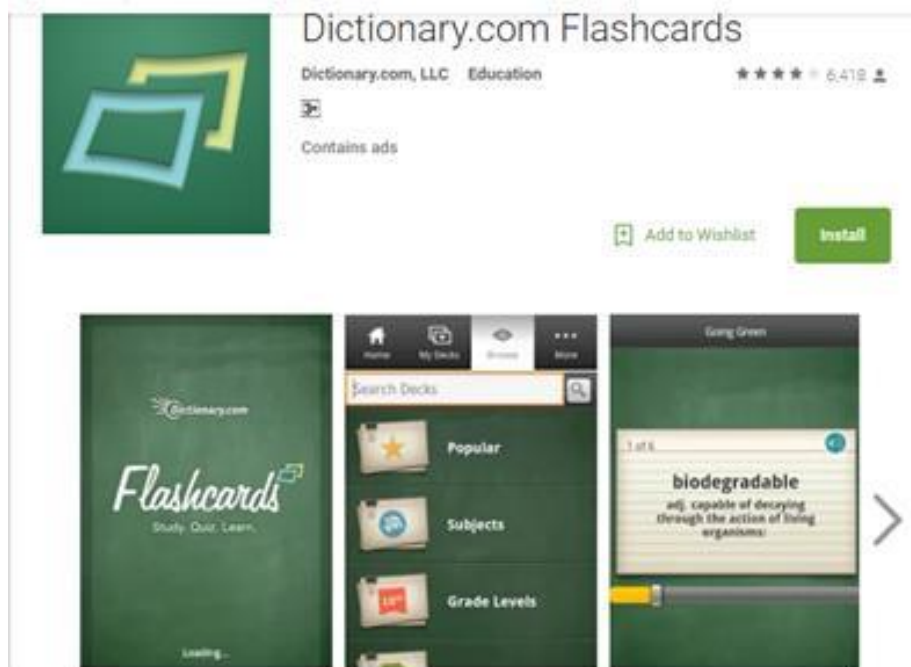 Dictionary.com Flashcards
Dictionary.com, LLC Education
6,418
3+
Contains ads
Add to Wishlist
Install
Dictionary.com
Flashcards
Study. Quiz. Learn.
Loading...
Home My Decks Browse More
Search Decks
Popular
Subjects
Grade Levels
Going Green
1 of 6
biodegradable
adj. capable of decaying
through the action of living
organisms: